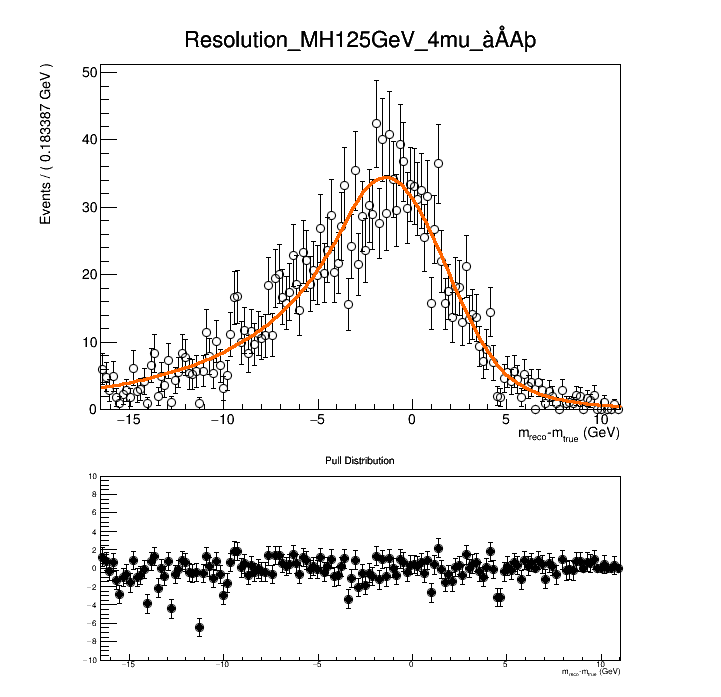 Resolution_MH125GeV_4mu_àÅAþ
Events / ( 0.183387 GeV )
50
40
30
20
10
0
−15 −10 −5 0 5 10
m_reco-m_true (GeV)
Pull Distribution
10
8
6
4
2
0
−2
−4
−6
−8
−10
−15 −10 −5 0 5 10
m_reco-m_true (GeV)